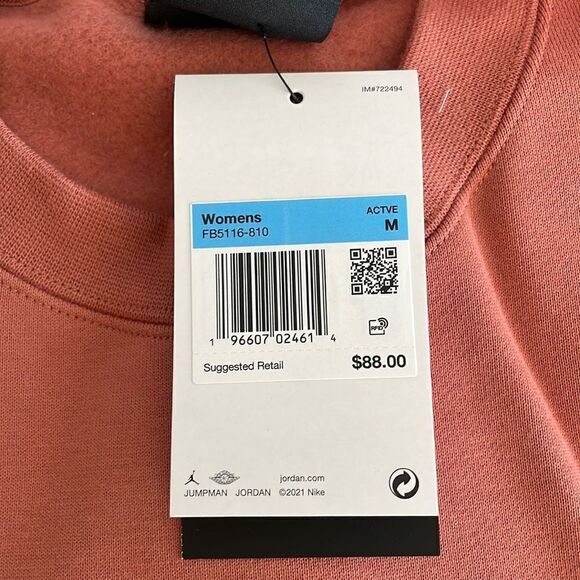 IM#722494
Womens ACTVE
FB5116-810 M
RFID
1 96607 02461 4
Suggested Retail $88.00
jordan.com
JUMPMAN JORDAN ©2021 Nike